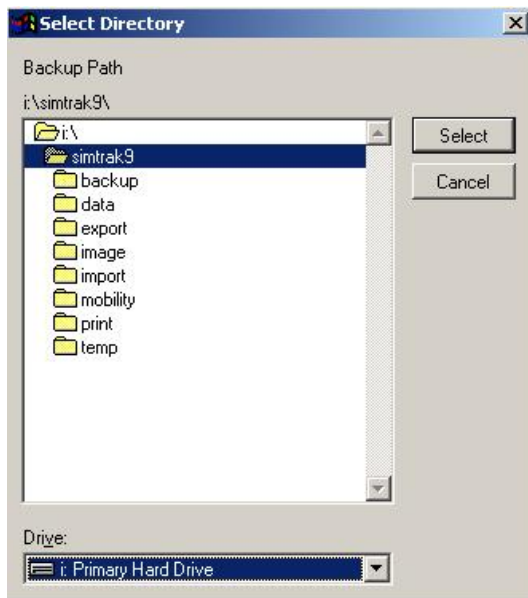 Select Directory
Backup Path
i:\simtrak9\
i:\
simtrak9
backup
data
export
image
import
mobility
print
temp
Select
Cancel
Drive:
i: Primary Hard Drive